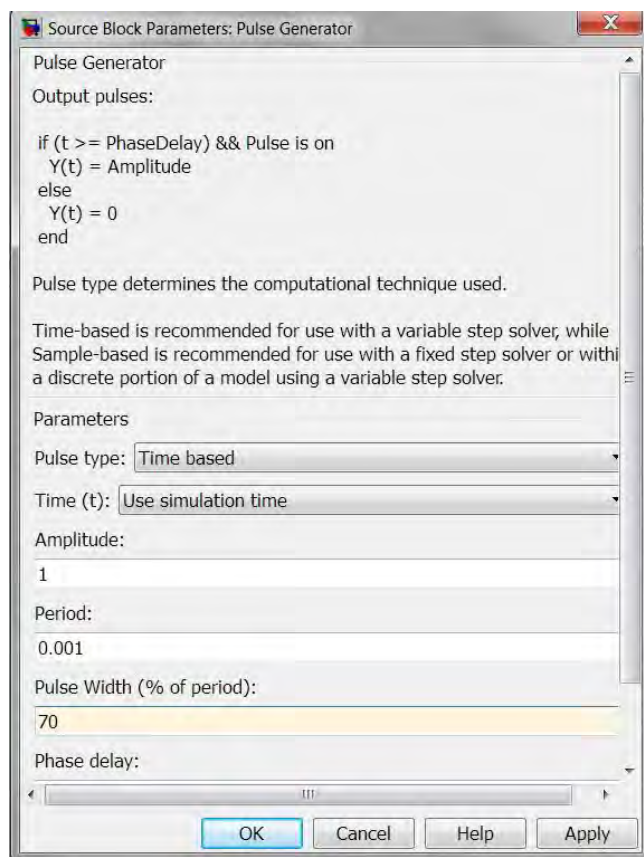 Source Block Parameters: Pulse Generator
Pulse Generator
Output pulses:
if (t >= PhaseDelay) && Pulse is on
Y(t) = Amplitude
else
Y(t) = 0
end
Pulse type determines the computational technique used.
Time-based is recommended for use with a variable step solver, while
Sample-based is recommended for use with a fixed step solver or withi
a discrete portion of a model using a variable step solver.
Parameters
Pulse type: Time based
Time (t): Use simulation time
Amplitude:
1
Period:
0.001
Pulse Width (% of period):
70
Phase delay:
OK Cancel Help Apply